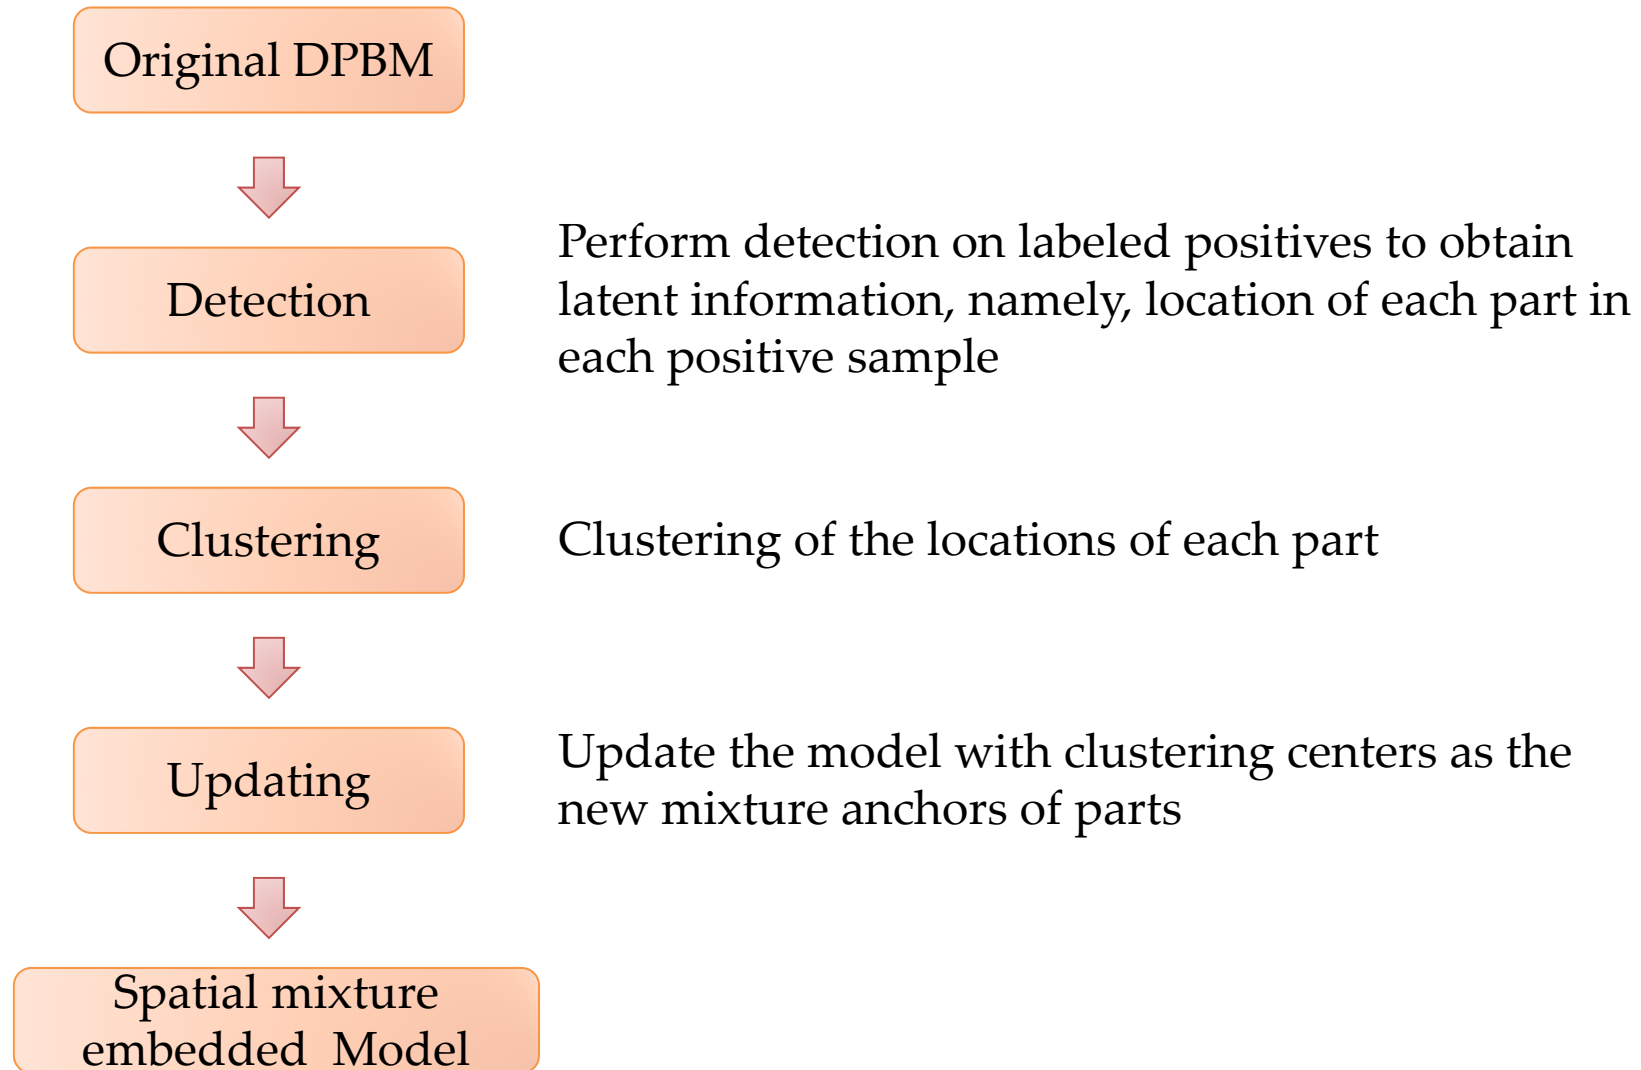 Original DPBM
Detection
Perform detection on labeled positives to obtain
latent information, namely, location of each part in
each positive sample
Clustering
Clustering of the locations of each part
Updating
Update the model with clustering centers as the
new mixture anchors of parts
Spatial mixture
embedded  Model